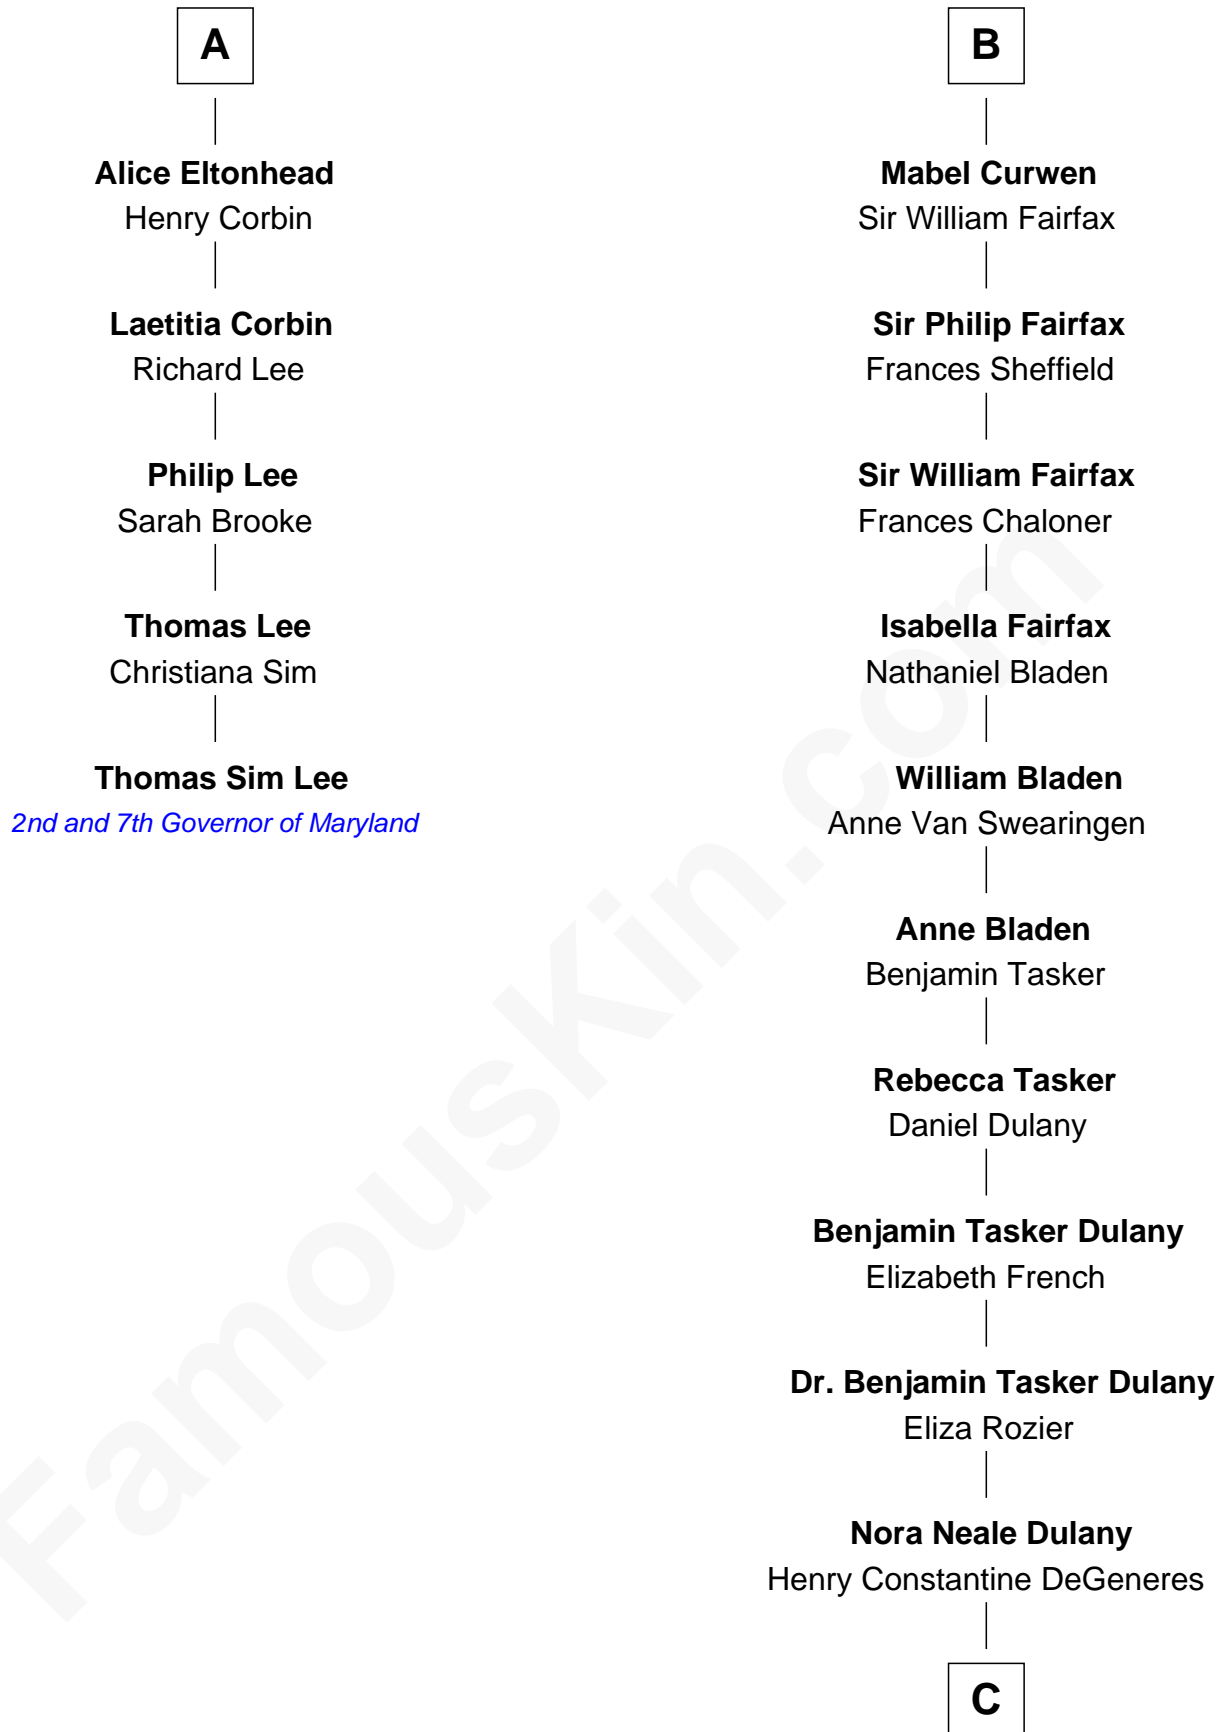 A
Alice Eltonhead
Henry Corbin
Laetitia Corbin
Richard Lee
Philip Lee
Sarah Brooke
Thomas Lee
Christiana Sim
Thomas Sim Lee
2nd and 7th Governor of Maryland
B
Mabel Curwen
Sir William Fairfax
Sir Philip Fairfax
Frances Sheffield
Sir William Fairfax
Frances Chaloner
Isabella Fairfax
Nathaniel Bladen
William Bladen
Anne Van Swearingen
Anne Bladen
Benjamin Tasker
Rebecca Tasker
Daniel Dulany
Benjamin Tasker Dulany
Elizabeth French
Dr. Benjamin Tasker Dulany
Eliza Rozier
Nora Neale Dulany
Henry Constantine DeGeneres
C
FamousKin.com